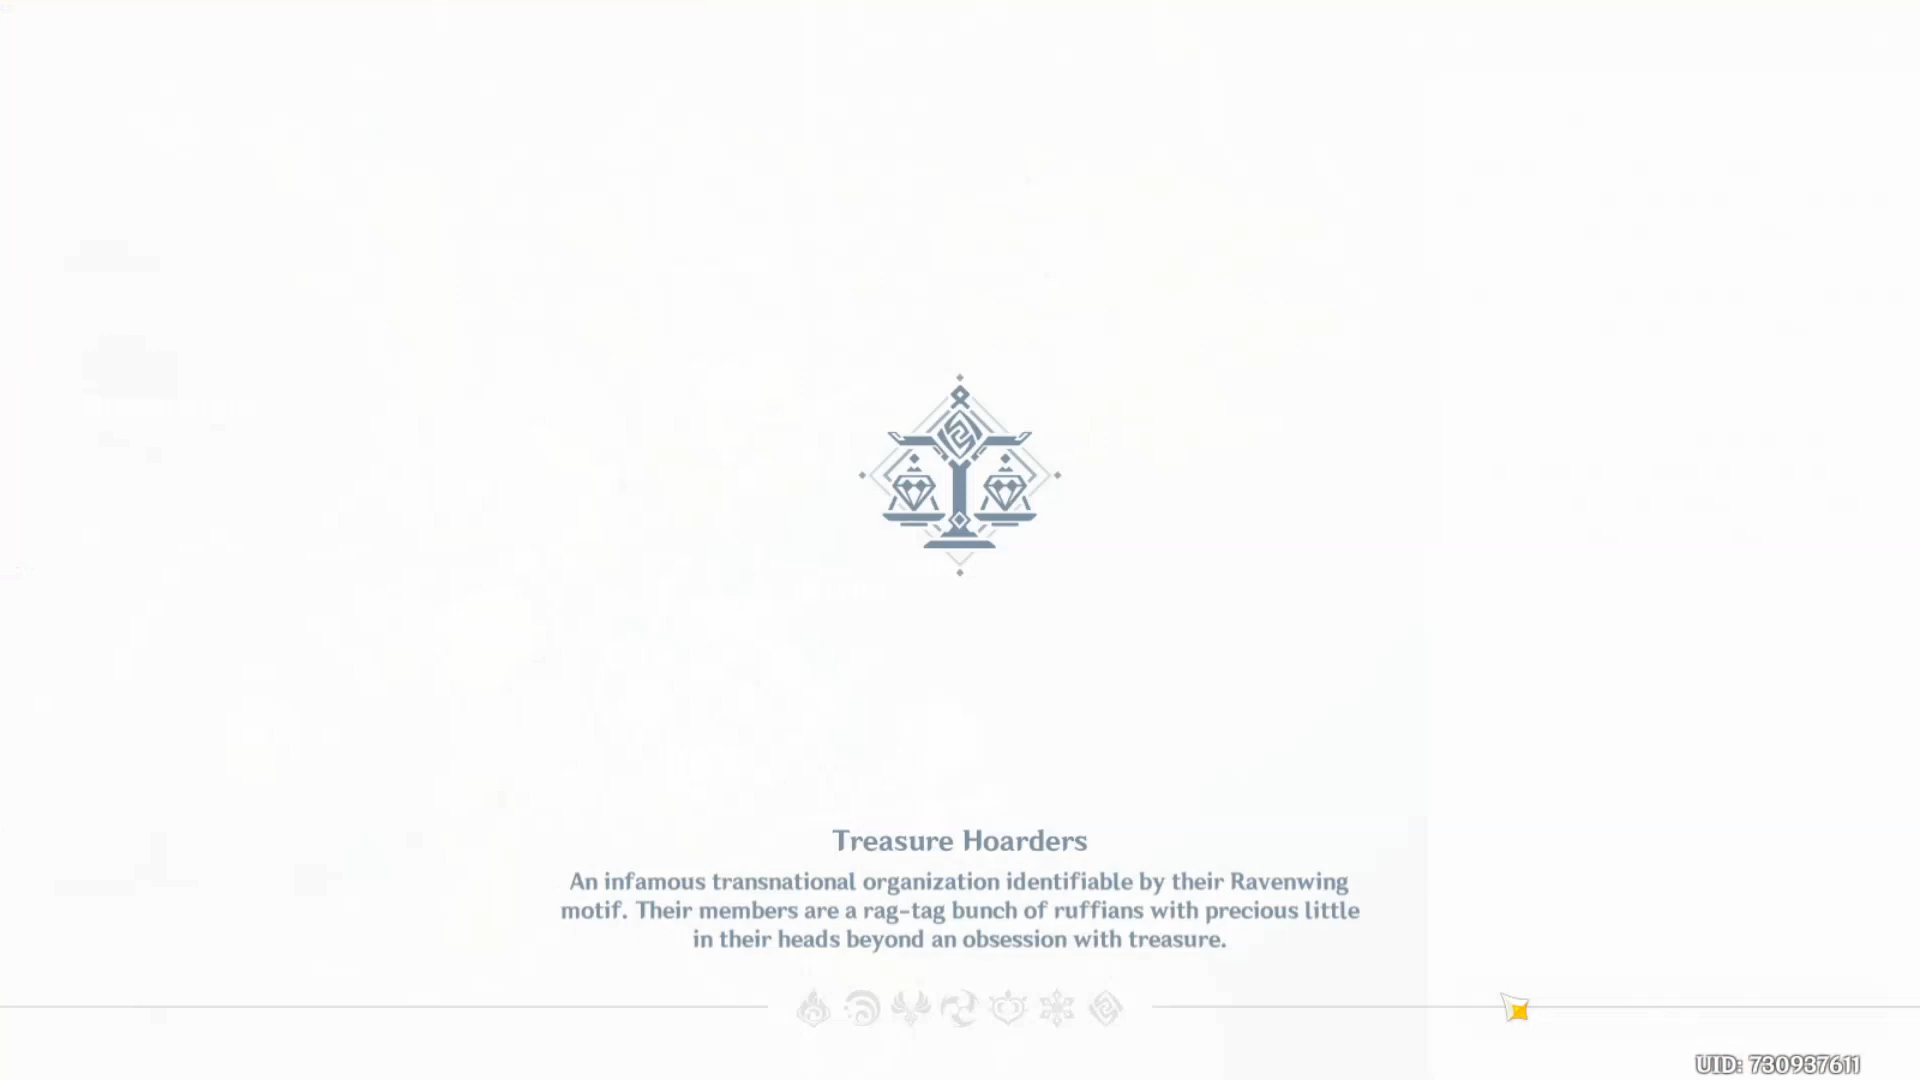 Treasure Hoarders
An infamous transnational organization identifiable by their Ravenwing
motif. Their members are a rag-tag bunch of ruffians with precious little
in their heads beyond an obsession with treasure.
UID: 730937611